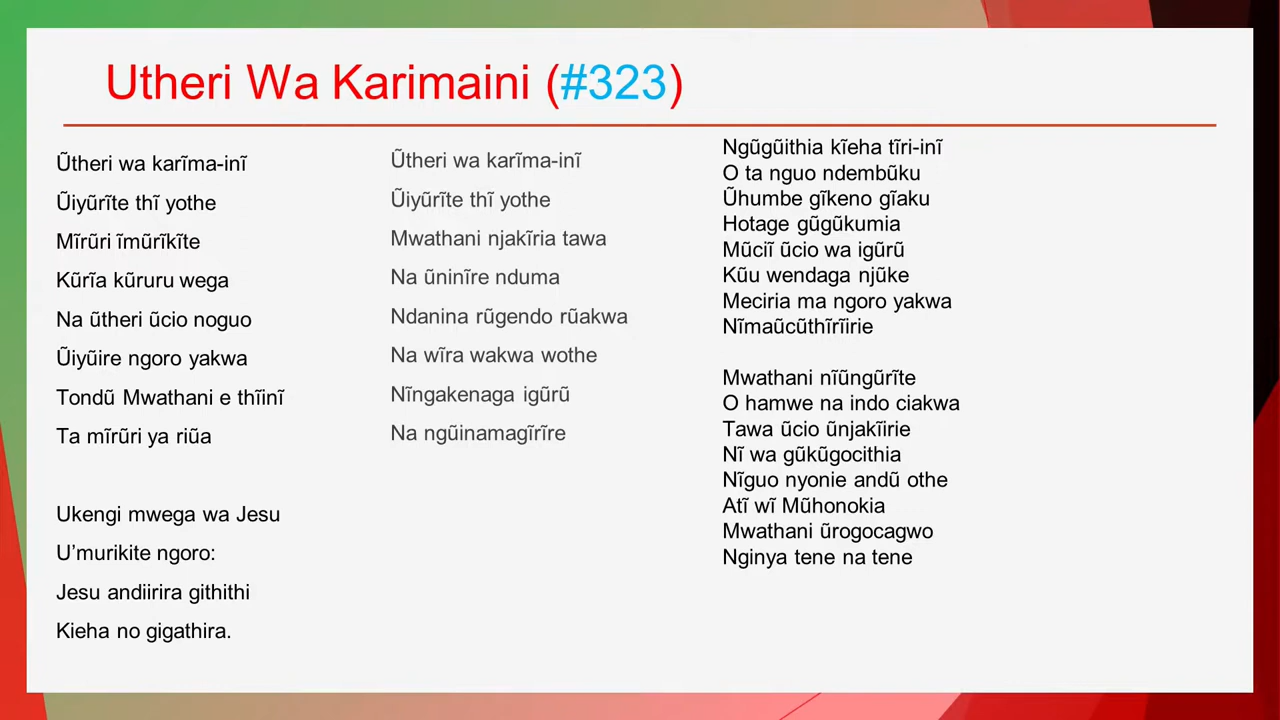 Utheri Wa Karimaini (#323)
Ũtheri wa karĩma-inĩ
Ũiyũrĩte thĩ yothe
Mĩrũri ĩmũrĩkĩte
Kũrĩa kũruru wega
Na ũtheri ũcio noguo
Ũiyũire ngoro yakwa
Tondũ Mwathani e thĩinĩ
Ta mĩrũri ya riũa
Ukengi mwega wa Jesu
U’murikite ngoro:
Jesu andiirira githithi
Kieha no gigathira.
Ũtheri wa karĩma-inĩ
Ũiyũrĩte thĩ yothe
Mwathani njakĩria tawa
Na ũninĩre nduma
Ndanina rũgendo rũakwa
Na wĩra wakwa wothe
Nĩngakenaga igũrũ
Na ngũinamagĩrĩre
Ngũgũithia kĩeha tĩri-inĩ
O ta nguo ndembũku
Ũhumbe gĩkeno gĩaku
Hotage gũgũkumia
Mũciĩ ũcio wa igũrũ
Kũu wendaga njũke
Meciria ma ngoro yakwa
Nĩmaũcũthĩrĩirie
Mwathani nĩũngũrĩte
O hamwe na indo ciakwa
Tawa ũcio ũnjakĩirie
Nĩ wa gũkũgocithia
Nĩguo nyonie andũ othe
Atĩ wĩ Mũhonokia
Mwathani ũrogocagwo
Nginya tene na tene